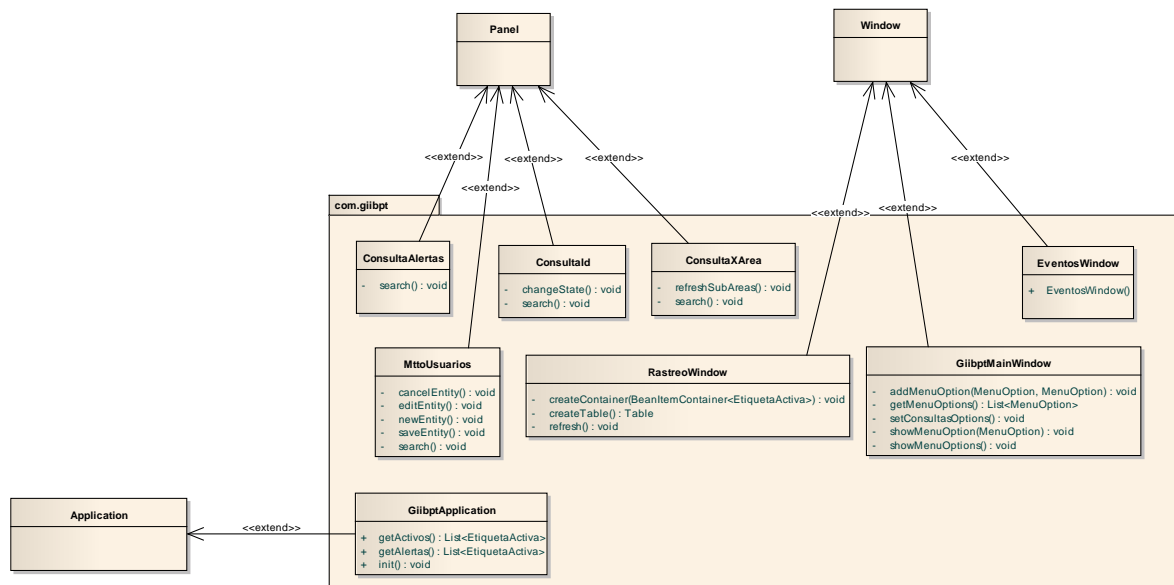 Panel
Window
<<extend>>
<<extend>>
<<extend>>
<<extend>>
<<extend>>
<<extend>>
<<extend>>
com.giibpt
ConsultaAlertas
- search() : void
ConsultaId
- changeState() : void
- search() : void
ConsultaXArea
- refreshSubAreas() : void
- search() : void
EventosWindow
+ EventosWindow()
MttoUsuarios
- cancelEntity() : void
- editEntity() : void
- newEntity() : void
- saveEntity() : void
- search() : void
RastreoWindow
- createContainer(BeanItemContainer<EtiquetaActiva>) : void
- createTable() : Table
- refresh() : void
GiibptMainWindow
- addMenuOption(MenuOption, MenuOption) : void
- getMenuOptions() : List<MenuOption>
- setConsultasOptions() : void
- showMenuOption(MenuOption) : void
- showMenuOptions() : void
Application
<<extend>>
GiibptApplication
+ getActivos() : List<EtiquetaActiva>
+ getAlertas() : List<EtiquetaActiva>
+ init() : void